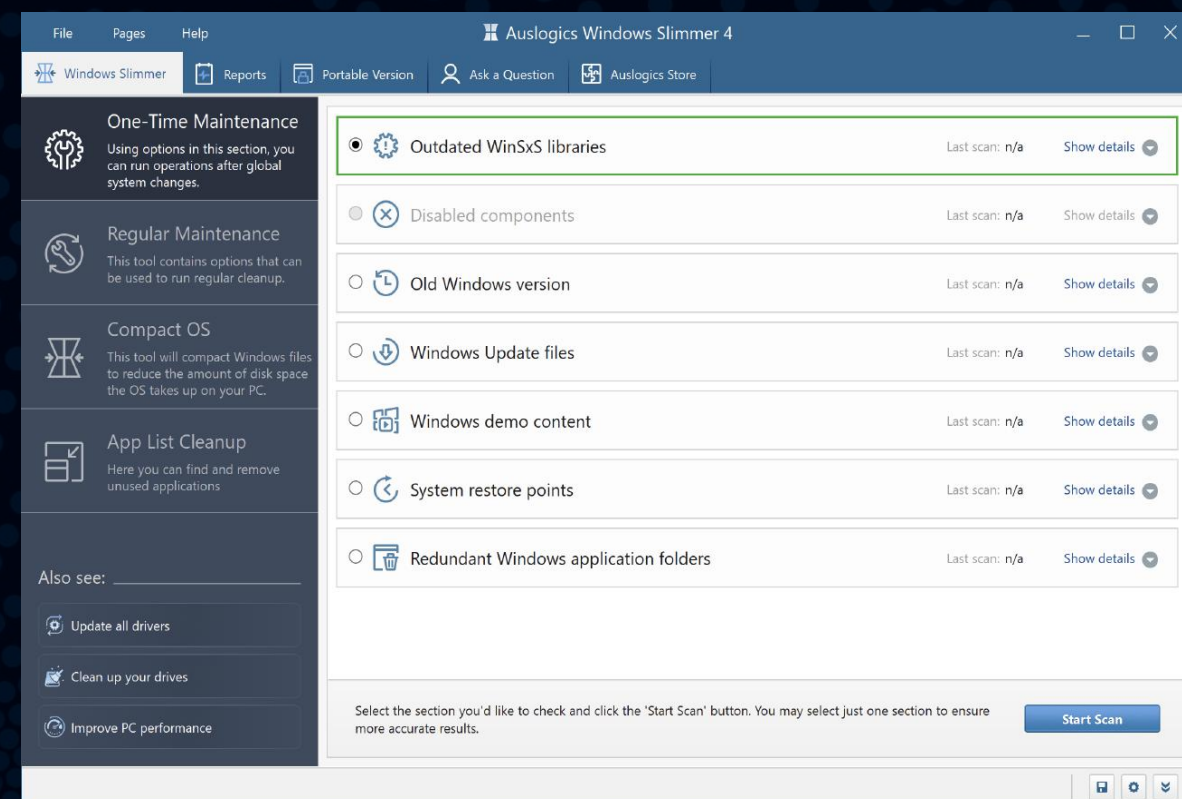 File Pages Help
Auslogics Windows Slimmer 4
Windows Slimmer Reports Portable Version Ask a Question Auslogics Store
One-Time Maintenance
Using options in this section, you
can run operations after global
system changes.
Regular Maintenance
This tool contains options that can
be used to run regular cleanup.
Compact OS
This tool will compact Windows files
to reduce the amount of disk space
the OS takes up on your PC.
App List Cleanup
Here you can find and remove
unused applications
Also see:
Update all drivers
Clean up your drives
Improve PC performance
Outdated WinSxS libraries Last scan: n/a Show details
Disabled components Last scan: n/a Show details
Old Windows version Last scan: n/a Show details
Windows Update files Last scan: n/a Show details
Windows demo content Last scan: n/a Show details
System restore points Last scan: n/a Show details
Redundant Windows application folders Last scan: n/a Show details
Select the section you'd like to check and click the 'Start Scan' button. You may select just one section to ensure
more accurate results.
Start Scan